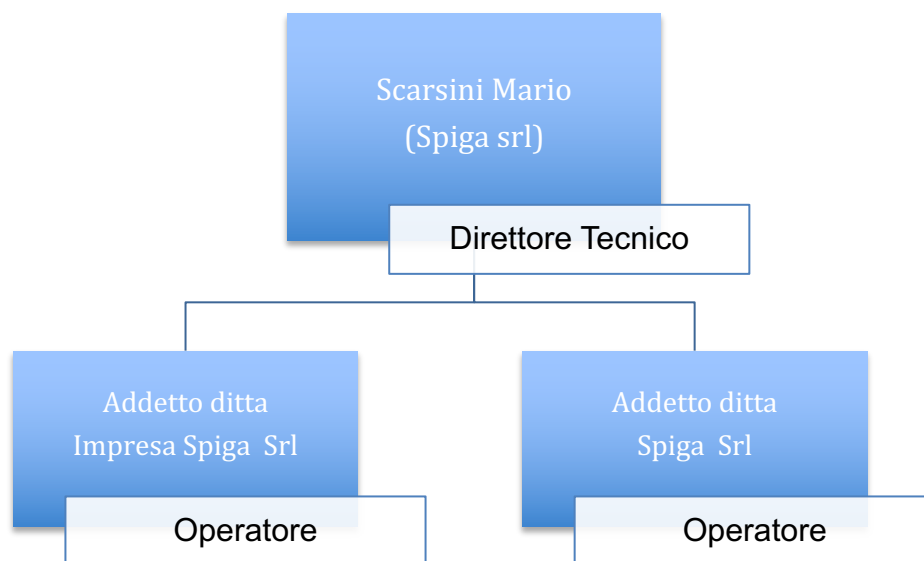 Scarsini Mario
(Spiga srl)
Direttore Tecnico
Addetto ditta
Impresa Spiga Srl
Operatore
Addetto ditta
Spiga Srl
Operatore